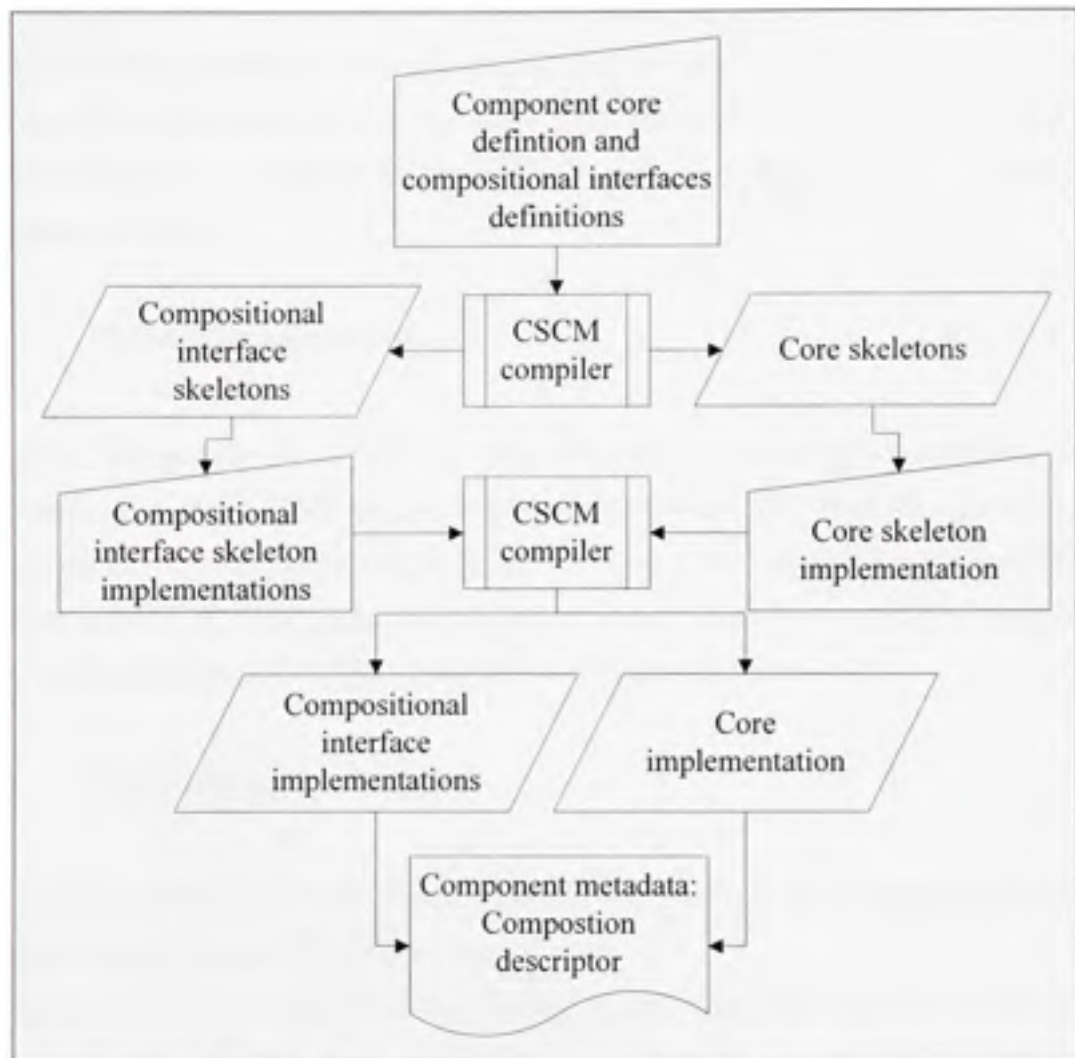 Component core
defintion and
compositional interfaces
definitions
Compositional
interface
skeletons
CSCM
compiler
Core skeletons
Compositional
interface skeleton
implementations
CSCM
compiler
Core skeleton
implementation
Compositional
interface
implementations
Core
implementation
Component metadata:
Compostion
descriptor